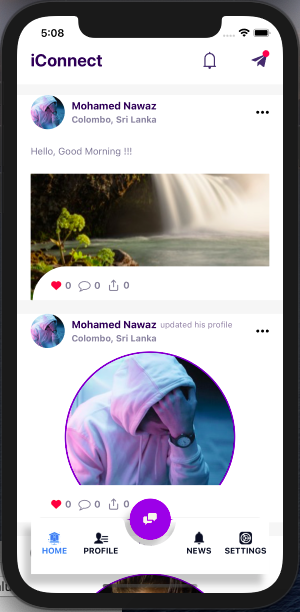 5:08
iConnect
Mohamed Nawaz
Colombo, Sri Lanka
Hello, Good Morning !!!
0 0 0
Mohamed Nawaz updated his profile
Colombo, Sri Lanka
0 0 0
HOME PROFILE NEWS SETTINGS